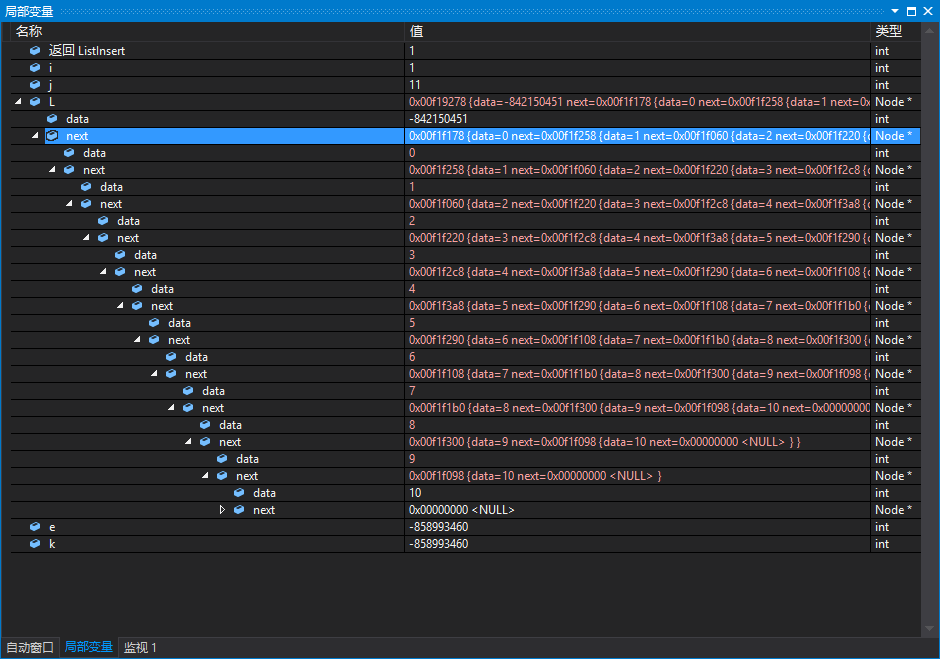 局部变量
名称 值 类型
返回 ListInsert 1 int
i 1 int
j 11 int
L 0x00f19278 {data=-842150451 next=0x00f1f178 {data=0 next=0x00f1f258 {data=1 next=0x Node *
data -842150451 int
next 0x00f1f178 {data=0 next=0x00f1f258 {data=1 next=0x00f1f060 {data=2 next=0x00f1f220 {c Node *
data 0 int
next 0x00f1f258 {data=1 next=0x00f1f060 {data=2 next=0x00f1f220 {data=3 next=0x00f1f2c8 {c Node *
data 1 int
next 0x00f1f060 {data=2 next=0x00f1f220 {data=3 next=0x00f1f2c8 {data=4 next=0x00f1f3a8 {c Node *
data 2 int
next 0x00f1f220 {data=3 next=0x00f1f2c8 {data=4 next=0x00f1f3a8 {data=5 next=0x00f1f290 {c Node *
data 3 int
next 0x00f1f2c8 {data=4 next=0x00f1f3a8 {data=5 next=0x00f1f290 {data=6 next=0x00f1f108 {c Node *
data 4 int
next 0x00f1f3a8 {data=5 next=0x00f1f290 {data=6 next=0x00f1f108 {data=7 next=0x00f1f1b0 {c Node *
data 5 int
next 0x00f1f290 {data=6 next=0x00f1f108 {data=7 next=0x00f1f1b0 {data=8 next=0x00f1f300 {c Node *
data 6 int
next 0x00f1f108 {data=7 next=0x00f1f1b0 {data=8 next=0x00f1f300 {data=9 next=0x00f1f098 {c Node *
data 7 int
next 0x00f1f1b0 {data=8 next=0x00f1f300 {data=9 next=0x00f1f098 {data=10 next=0x00000000 Node *
data 8 int
next 0x00f1f300 {data=9 next=0x00f1f098 {data=10 next=0x00000000 <NULL> } } Node *
data 9 int
next 0x00f1f098 {data=10 next=0x00000000 <NULL> } Node *
data 10 int
next 0x00000000 <NULL> Node *
e -858993460 int
k -858993460 int
自动窗口 局部变量 监视 1